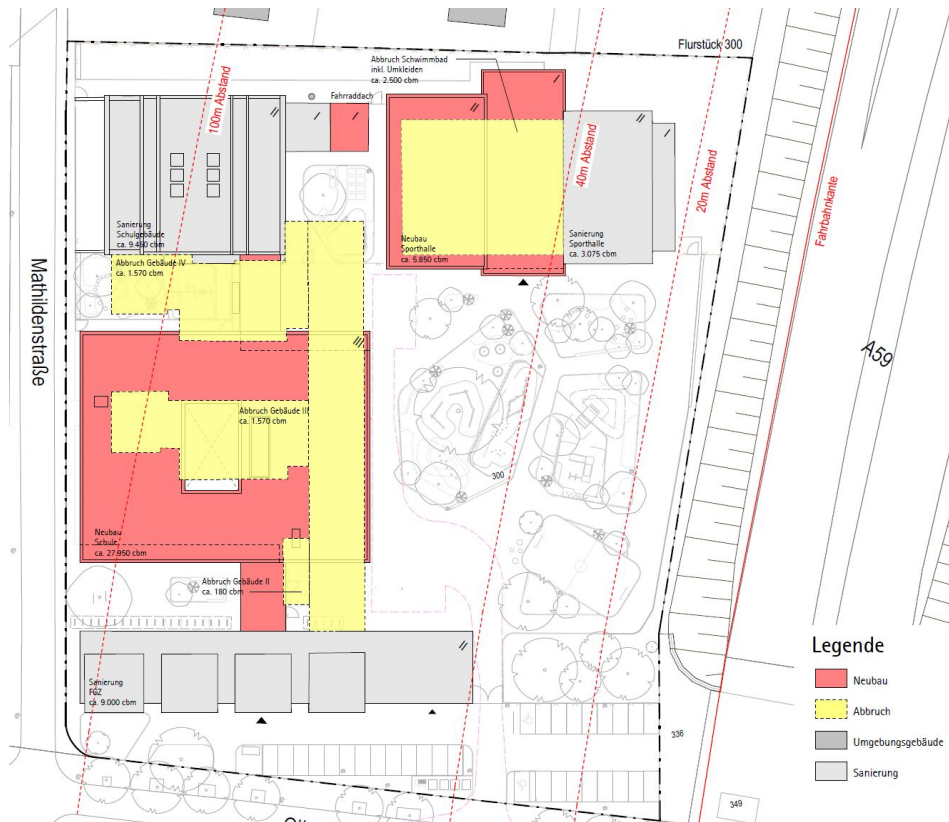 Flurstück 300
Abbruch Schwimmbad
inkl. Umkleiden
ca. 2.500 cbm
Fahrraddach
100m Abstand
40m Abstand
20m Abstand
Fahrbahnkante
A59
Mathildenstraße
Sanierung
Schulgebäude
ca. 9.460 cbm
Neubau
Sporthalle
ca. 5.850 cbm
Sanierung
Sporthalle
ca. 3.075 cbm
Abbruch Gebäude IV
ca. 1.570 cbm
Abbruch Gebäude III
ca. 1.570 cbm
300
Neubau
Schule
ca. 27.950 cbm
Abbruch Gebäude II
ca. 180 cbm
Sanierung
FGZ
ca. 9.000 cbm
336
349
Legende
Neubau
Abbruch
Umgebungsgebäude
Sanierung